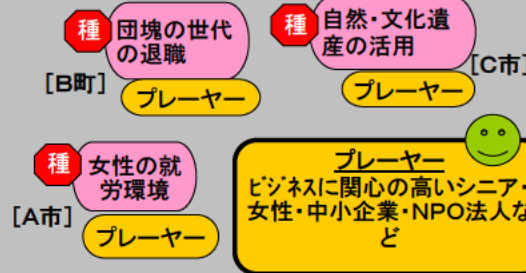 種
団塊の世代
の退職
[B町]
プレーヤー
種
自然・文化遺
産の活用
[C市]
プレーヤー
種
女性の就
労環境
[A市]
プレーヤー
プレーヤー
ﾋﾞｼﾞﾈｽに関心の高いシニア・
女性・中小企業・NPO法人な
ど